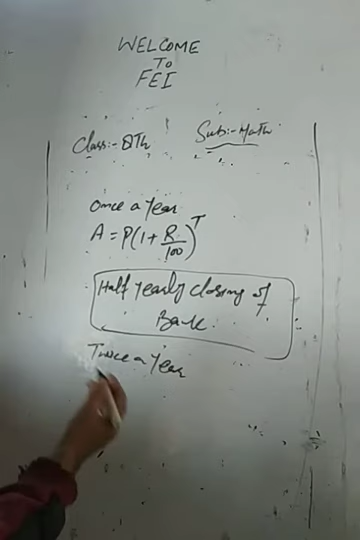 WELCOME
TO
FEI
Class:- 8Th
Sub:- Math
Once a Year
A = P(1 + R/100)^T
Half Yearly closing of
Bank.
Twice a Year